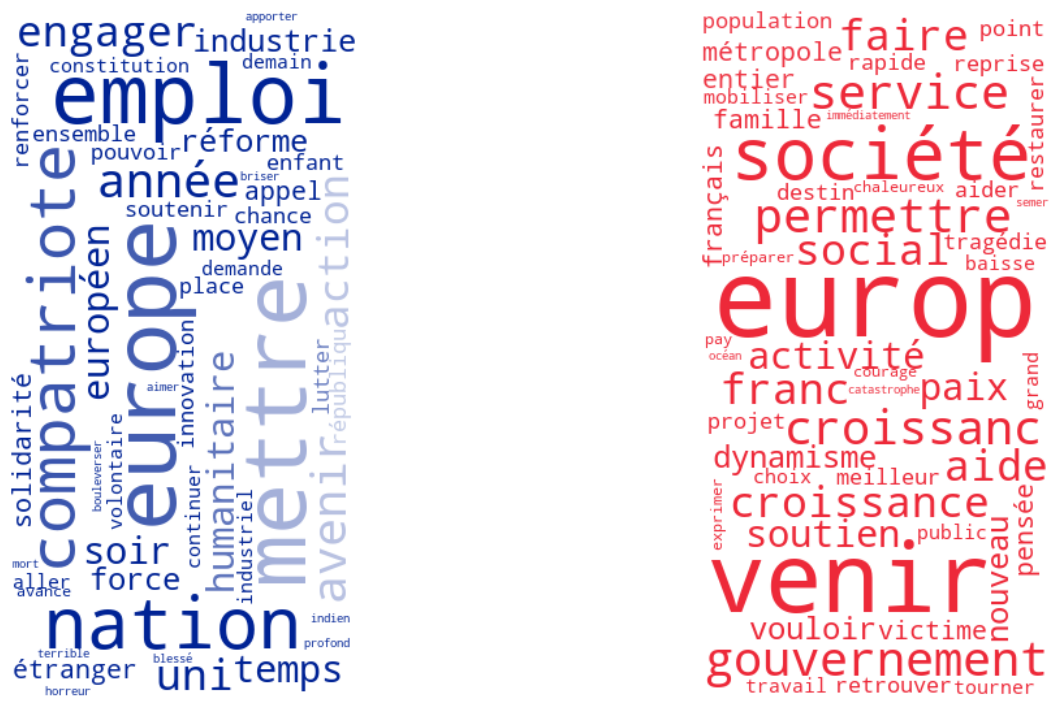 apporter
engager
industrie
constitution
demain
renforcer
emploi
ensemble
réforme
pouvoir
enfant
briser
année
appel
compatriote
soutenir
chance
action
européen
europe
moyen
demande
place
mettre
innovation
lutter
républiqu
humanitaire
aimer
solidarité
volontaire
bouleverser
avenir
continuer
industriel
soir
mort
force
aller
avance
nation
indien
profond
terrible
étranger
blessé
uni
temps
horreur
population
faire
point
métropole
rapide
reprise
entier
mobiliser
service
restaurer
famille
immédiatement
société
français
destin
chaleureux
aider
semer
permettre
social
tragédie
préparer
baisse
europ
pay
océan
activité
courage
grand
franc
catastrophe
paix
projet
croissanc
dynamisme
choix
meilleur
aide
exprimer
croissance
pensée
soutien
public
nouveau
venir
vouloir
victime
gouvernement
travail
retrouver
tourner